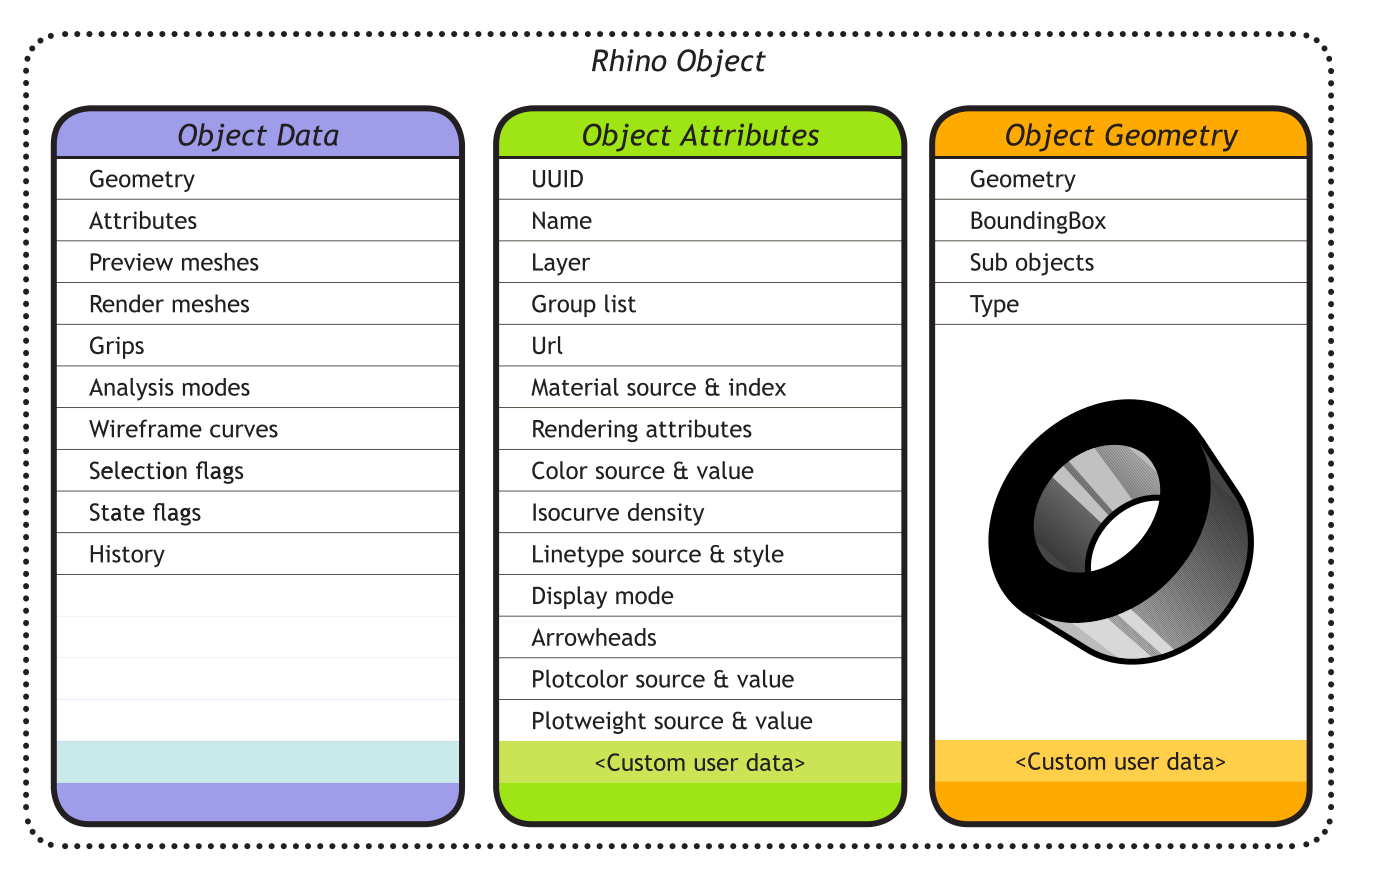 Rhino Object
Object Data
Geometry
Attributes
Preview meshes
Render meshes
Grips
Analysis modes
Wireframe curves
Selection flags
State flags
History
Object Attributes
UUID
Name
Layer
Group list
Url
Material source & index
Rendering attributes
Color source & value
Isocurve density
Linetype source & style
Display mode
Arrowheads
Plotcolor source & value
Plotweight source & value
<Custom user data>
Object Geometry
Geometry
BoundingBox
Sub objects
Type
<Custom user data>